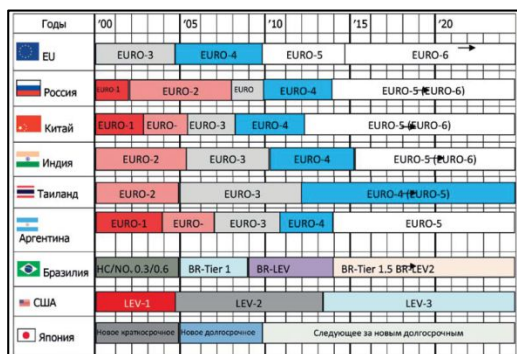 Годы '00 '05 '10 '15 '20
EU EURO-3 EURO-4 EURO-5 EURO-6
Россия EURO-1 EURO-2 EURO EURO-4 EURO-5 (EURO-6)
Китай EURO-1 EURO- EURO-3 EURO-4 EURO-5 (EURO-6)
Индия EURO-2 EURO-3 EURO-4 EURO-5 (EURO-6)
Таиланд EURO-2 EURO-3 EURO-4 (EURO-5)
Аргентина EURO-1 EURO- EURO-3 EURO-4 EURO-5
Бразилия HC/NO. 0.3/0.6 BR-Tier 1 BR-LEV BR-Tier 1.5 BR-LEV2
США LEV-1 LEV-2 LEV-3
Япония Новое краткосрочное Новое долгосрочное Следующее за новым долгосрочным